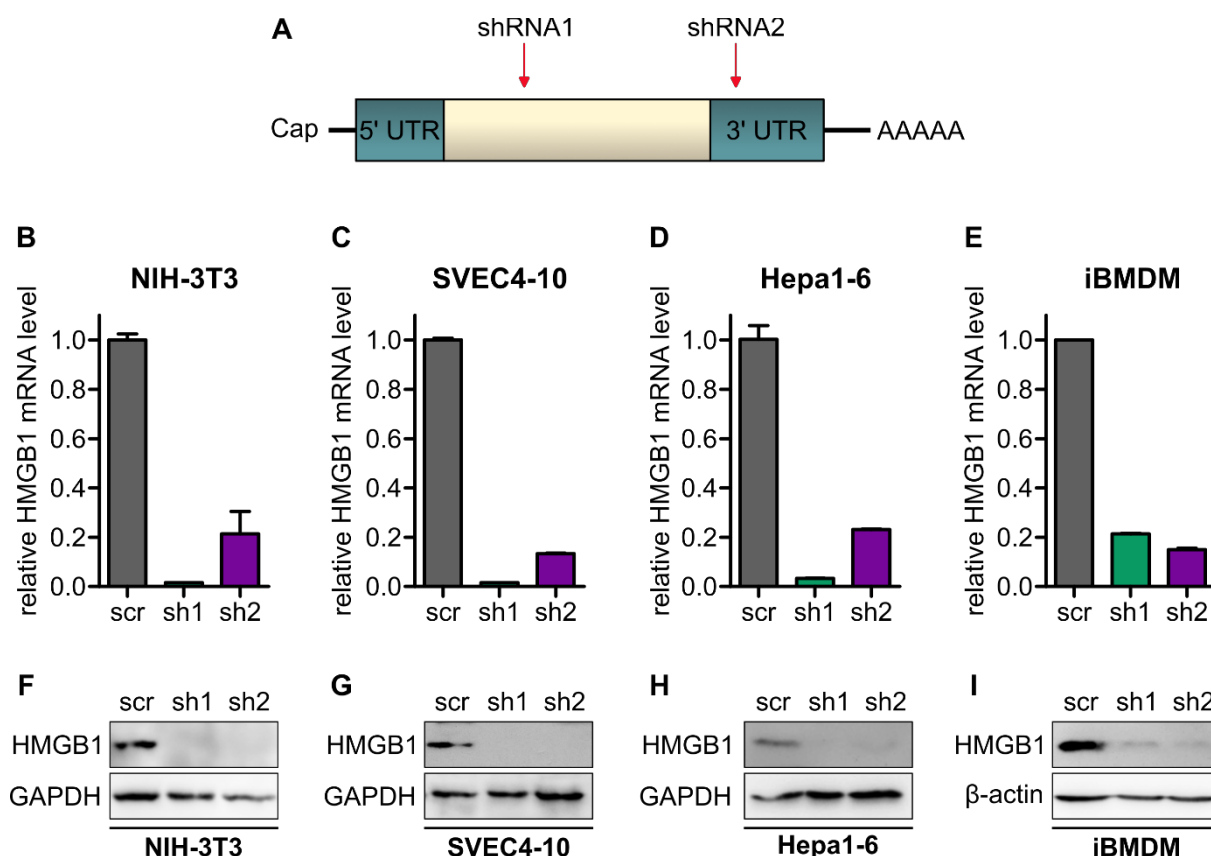 A
shRNA1 shRNA2
Cap 5' UTR 3' UTR AAAAA
B C D E
NIH-3T3 SVEC4-10 Hepa1-6 iBMDM
relative HMGB1 mRNA level
1.0
0.8
0.6
0.4
0.2
0.0
scr sh1 sh2
relative HMGB1 mRNA level
1.0
0.8
0.6
0.4
0.2
0.0
scr sh1 sh2
relative HMGB1 mRNA level
1.0
0.8
0.6
0.4
0.2
0.0
scr sh1 sh2
relative HMGB1 mRNA level
1.0
0.8
0.6
0.4
0.2
0.0
scr sh1 sh2
F
scr sh1 sh2
HMGB1
GAPDH
NIH-3T3
G
scr sh1 sh2
HMGB1
GAPDH
SVEC4-10
H
scr sh1 sh2
HMGB1
GAPDH
Hepa1-6
I
scr sh1 sh2
HMGB1
β-actin
iBMDM